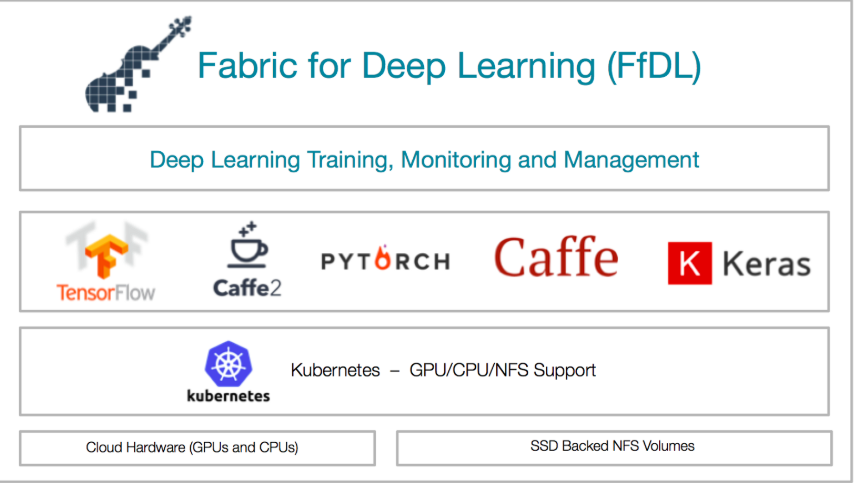 Fabric for Deep Learning (FfDL)
Deep Learning Training, Monitoring and Management
TensorFlow
Caffe2
PYTORCH
Caffe
K Keras
kubernetes
Kubernetes – GPU/CPU/NFS Support
Cloud Hardware (GPUs and CPUs)
SSD Backed NFS Volumes